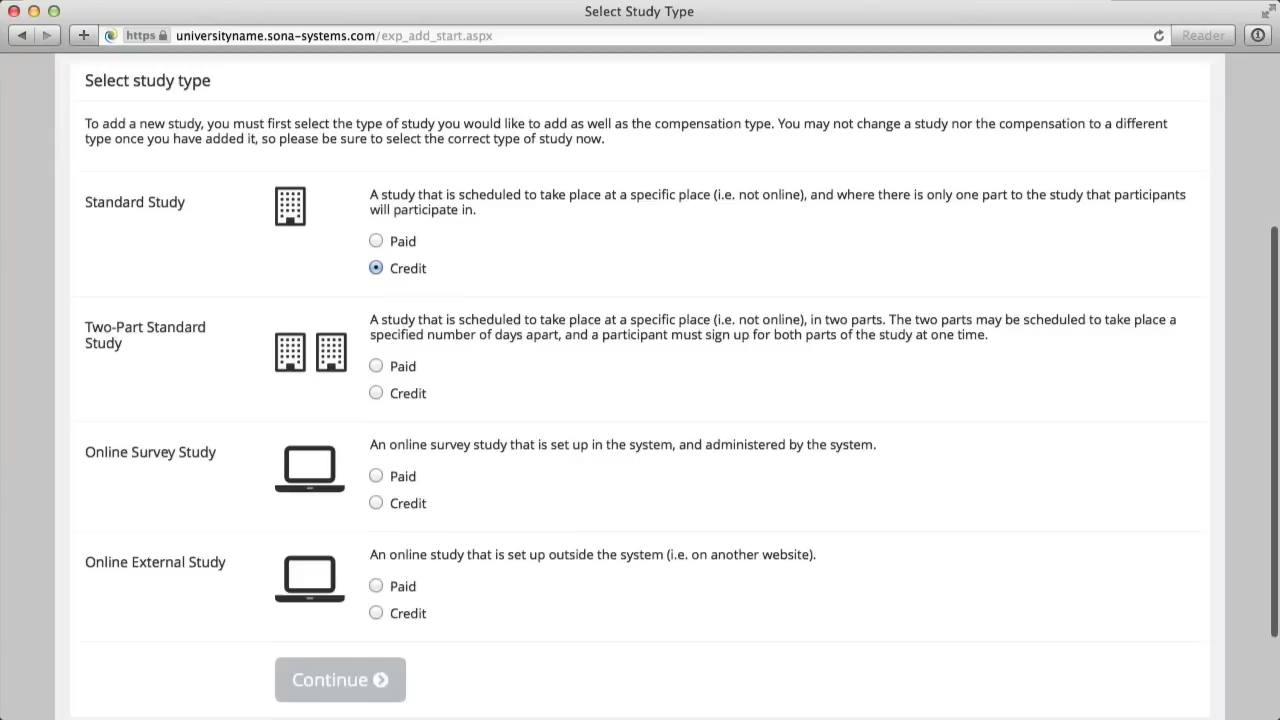 Select Study Type
https universityname.sona-systems.com/exp_add_start.aspx
Reader
Select study type
To add a new study, you must first select the type of study you would like to add as well as the compensation type. You may not change a study nor the compensation to a different
type once you have added it, so please be sure to select the correct type of study now.
Standard Study
A study that is scheduled to take place at a specific place (i.e. not online), and where there is only one part to the study that participants
will participate in.
Paid
Credit
Two-Part Standard
Study
A study that is scheduled to take place at a specific place (i.e. not online), in two parts. The two parts may be scheduled to take place a
specified number of days apart, and a participant must sign up for both parts of the study at one time.
Paid
Credit
Online Survey Study
An online survey study that is set up in the system, and administered by the system.
Paid
Credit
Online External Study
An online study that is set up outside the system (i.e. on another website).
Paid
Credit
Continue